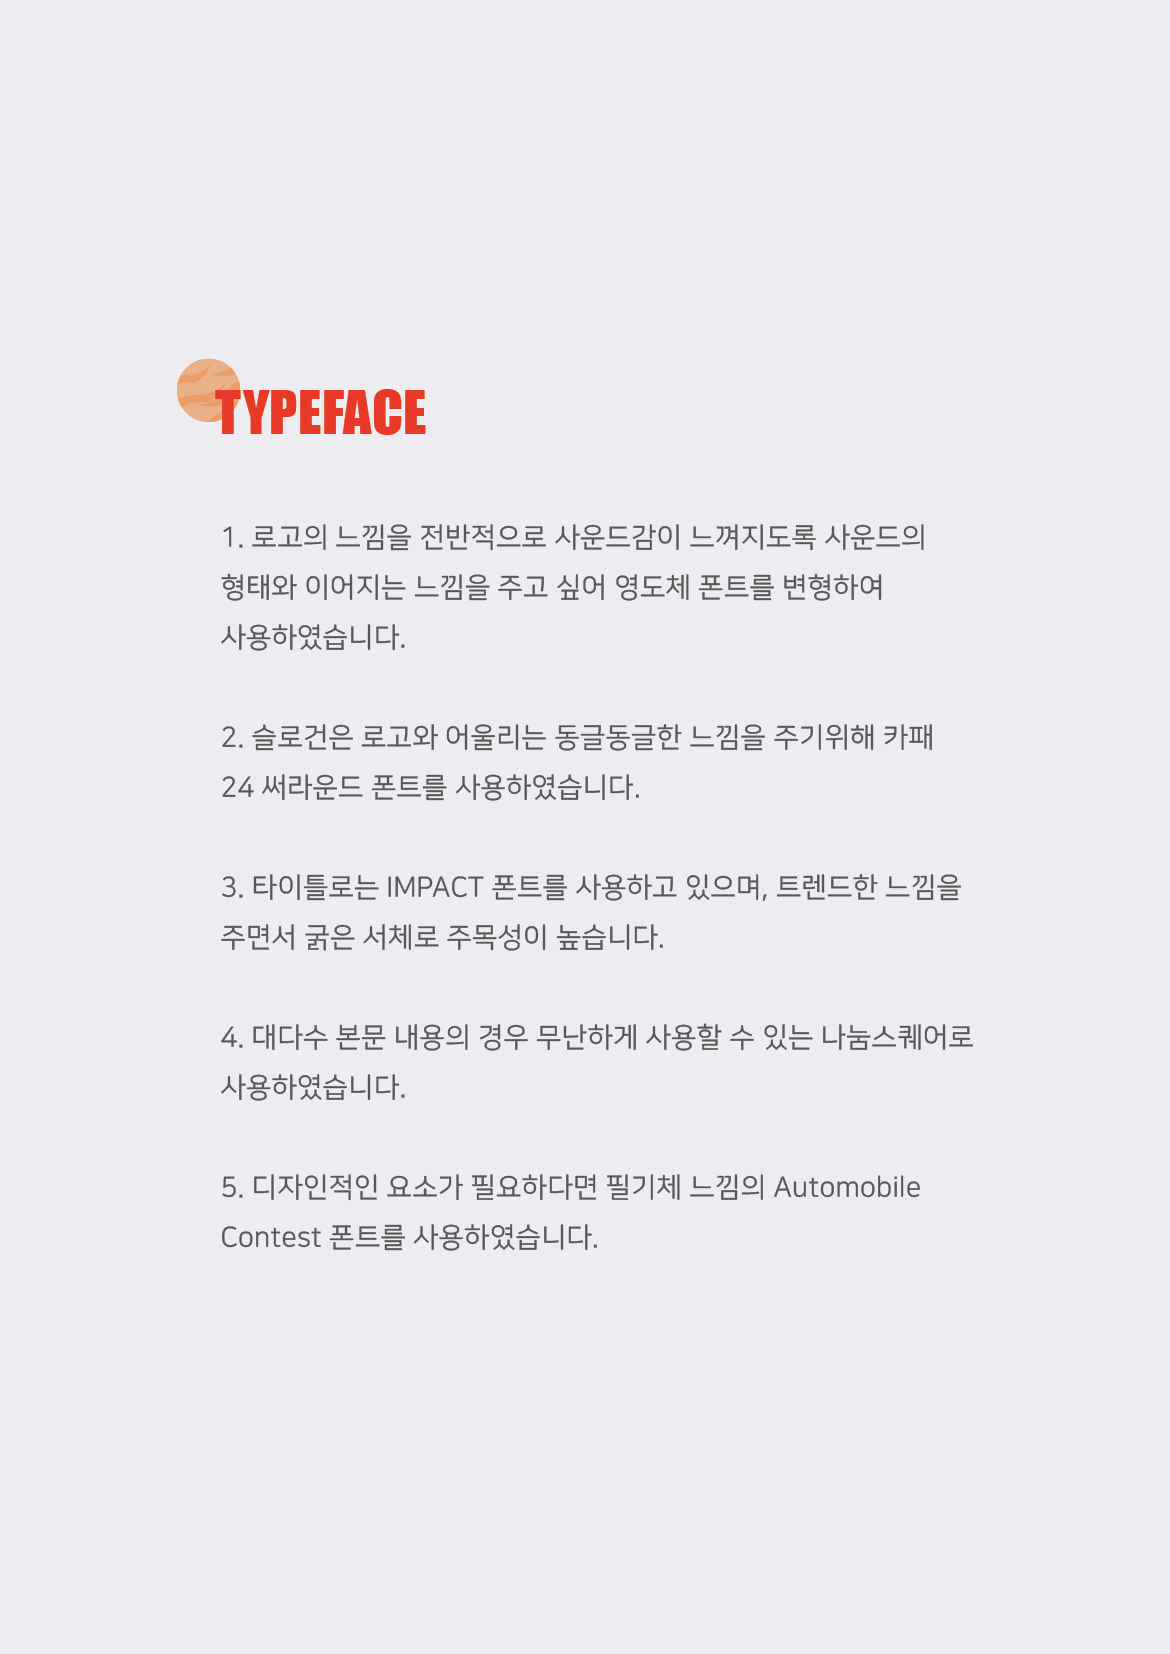 TYPEFACE
1. 로고의 느낌을 전반적으로 사운드감이 느껴지도록 사운드의
형태와 이어지는 느낌을 주고 싶어 영도체 폰트를 변형하여
사용하였습니다.
2. 슬로건은 로고와 어울리는 동글동글한 느낌을 주기위해 카패
24 써라운드 폰트를 사용하였습니다.
3. 타이틀로는 IMPACT 폰트를 사용하고 있으며, 트렌드한 느낌을
주면서 굵은 서체로 주목성이 높습니다.
4. 대다수 본문 내용의 경우 무난하게 사용할 수 있는 나눔스퀘어로
사용하였습니다.
5. 디자인적인 요소가 필요하다면 필기체 느낌의 Automobile
Contest 폰트를 사용하였습니다.